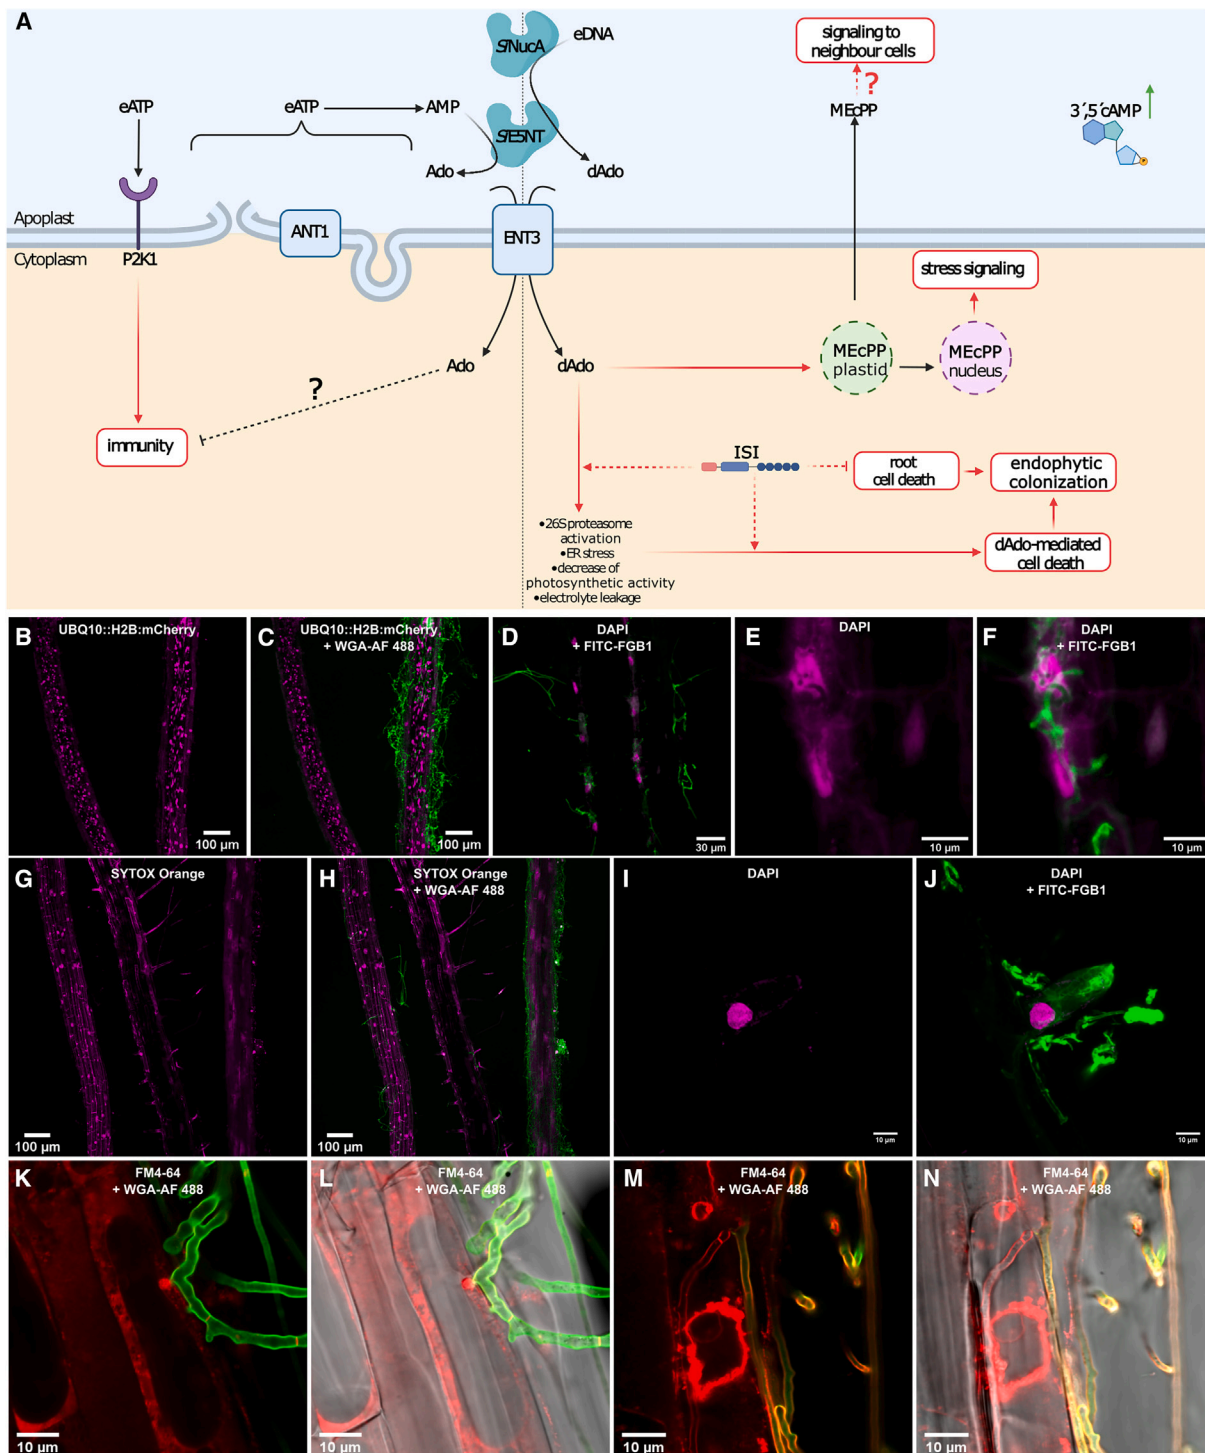 A
SiNucA
eDNA
signaling to
neighbour cells
?
eATP
eATP
AMP
MEcPP
3´,5´cAMP
SiE5NT
Ado
dAdo
P
Apoplast
ANT1
ENT3
Cytoplasm
P2K1
stress signaling
Ado
dAdo
MEcPP
plastid
MEcPP
nucleus
?
immunity
ISI
root
cell death
endophytic
colonization
•26S proteasome
activation
•ER stress
•decrease of
photosynthetic activity
•electrolyte leakage
dAdo-mediated
cell death
B
UBQ10::H2B:mCherry
100 µm
C
UBQ10::H2B:mCherry
+ WGA-AF 488
100 µm
D
DAPI
+ FITC-FGB1
30 µm
E
DAPI
10 µm
F
DAPI
+ FITC-FGB1
10 µm
G
SYTOX Orange
100 µm
H
SYTOX Orange
+ WGA-AF 488
100 µm
I
DAPI
10 µm
J
DAPI
+ FITC-FGB1
10 µm
K
FM4-64
+ WGA-AF 488
10 µm
L
FM4-64
+ WGA-AF 488
10 µm
M
FM4-64
+ WGA-AF 488
10 µm
N
FM4-64
+ WGA-AF 488
10 µm